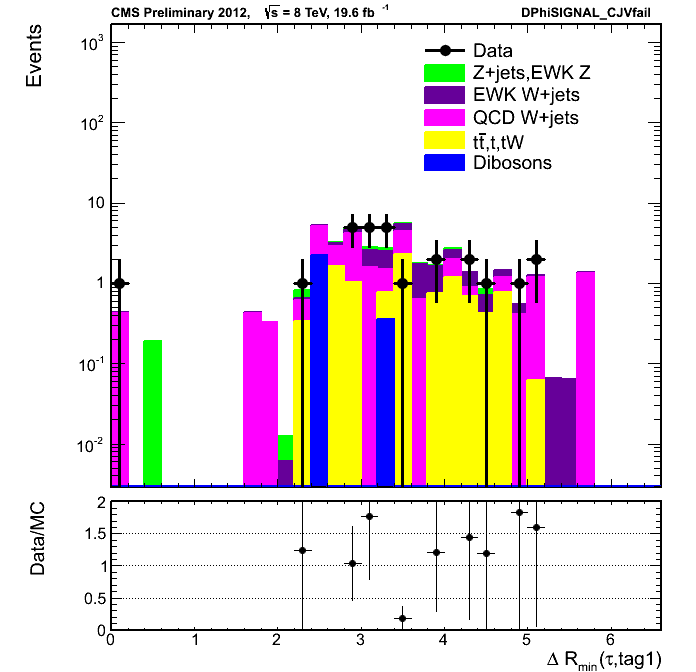 CMS Preliminary 2012, √s = 8 TeV, 19.6 fb⁻¹ DPhiSIGNAL_CJVfail
Events
10³
10²
10
1
10⁻¹
10⁻²
Data
Z+jets,EWK Z
EWK W+jets
QCD W+jets
tt̅,t,tW
Dibosons
Data/MC
2
1.5
1
0.5
0
0 1 2 3 4 5 6
Δ R_min(τ,tag1)